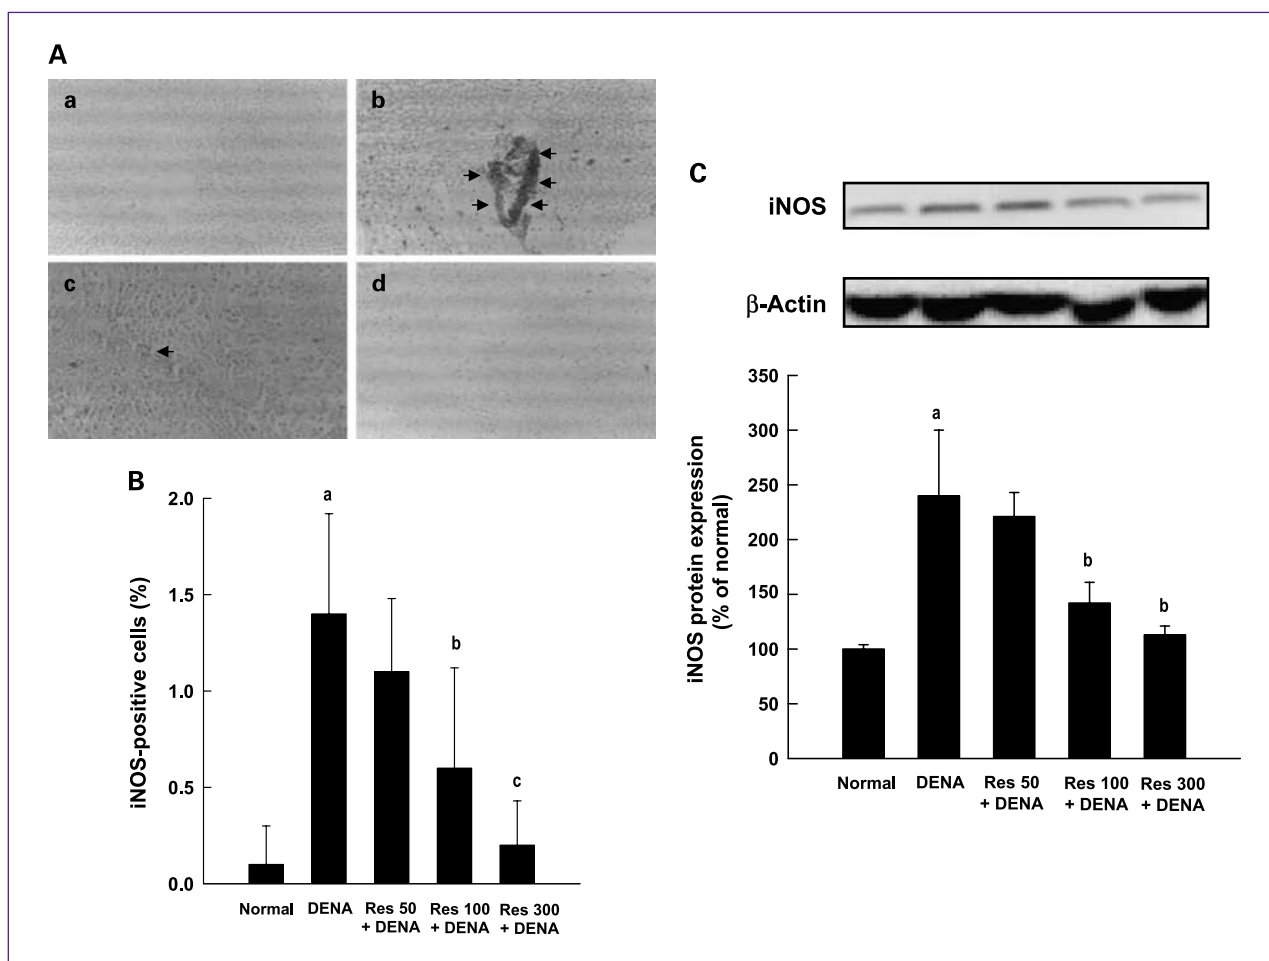 A
a
b
c
d
B
iNOS-positive cells (%)
2.0
1.5
1.0
0.5
0.0
a
b
c
Normal
DENA
Res 50
+ DENA
Res 100
+ DENA
Res 300
+ DENA
C
iNOS
β-Actin
iNOS protein expression
(% of normal)
350
300
250
200
150
100
50
0
a
b
b
Normal
DENA
Res 50
+ DENA
Res 100
+ DENA
Res 300
+ DENA